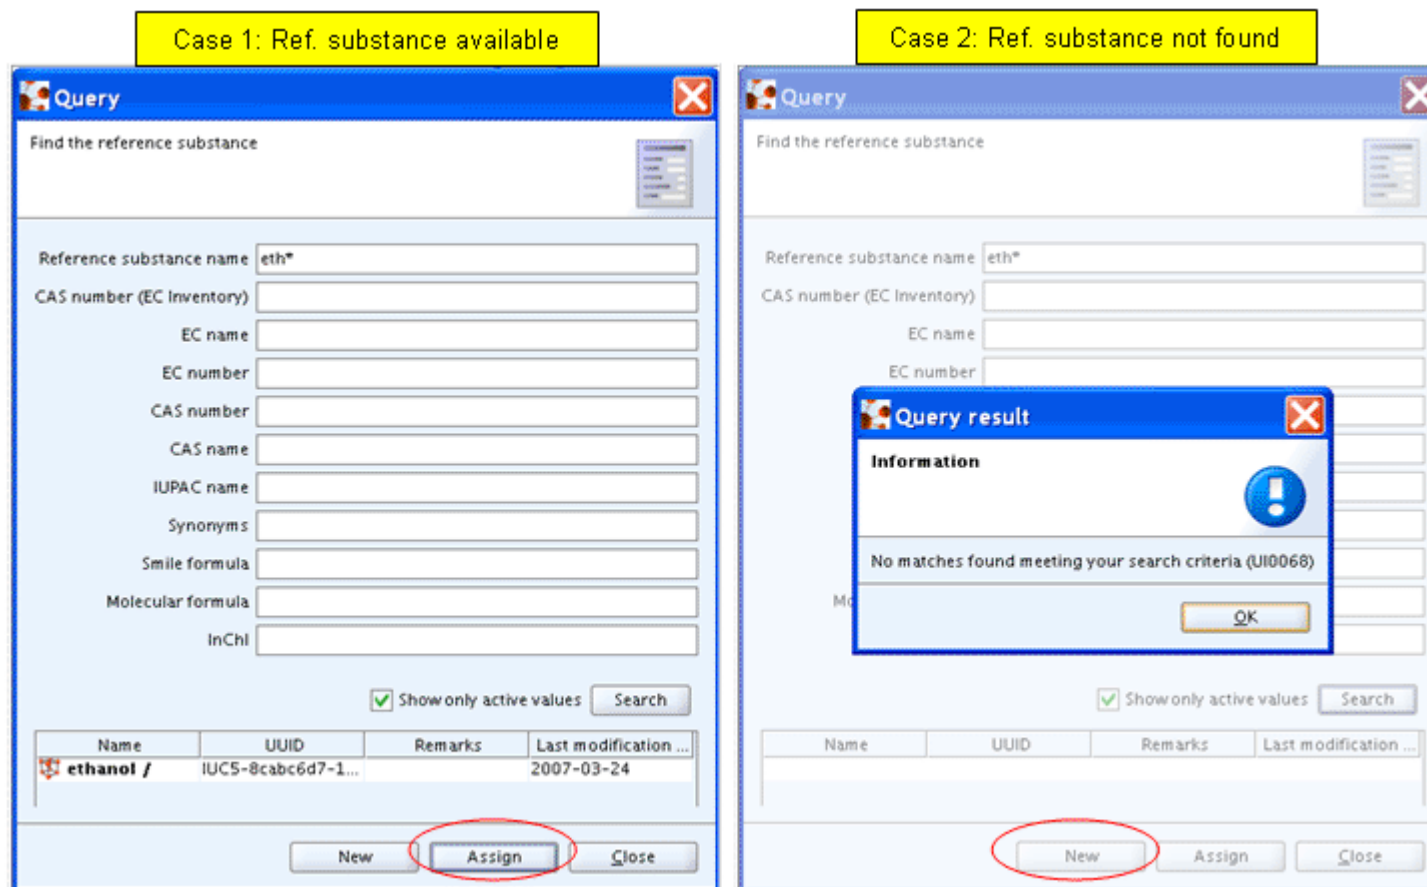 Case 1: Ref. substance available
Query
Find the reference substance
Reference substance name eth*
CAS number (EC Inventory)
EC name
EC number
CAS number
CAS name
IUPAC name
Synonyms
Smile formula
Molecular formula
InChI
Show only active values Search
Name UUID Remarks Last modification ...
ethanol / IUC5-8cabc6d7-1... 2007-03-24
New Assign Close
Case 2: Ref. substance not found
Query
Find the reference substance
Reference substance name eth*
CAS number (EC Inventory)
EC name
EC number
Query result
Information
No matches found meeting your search criteria (UI0068)
Mo
OK
Show only active values Search
Name UUID Remarks Last modification ...
New Assign Close